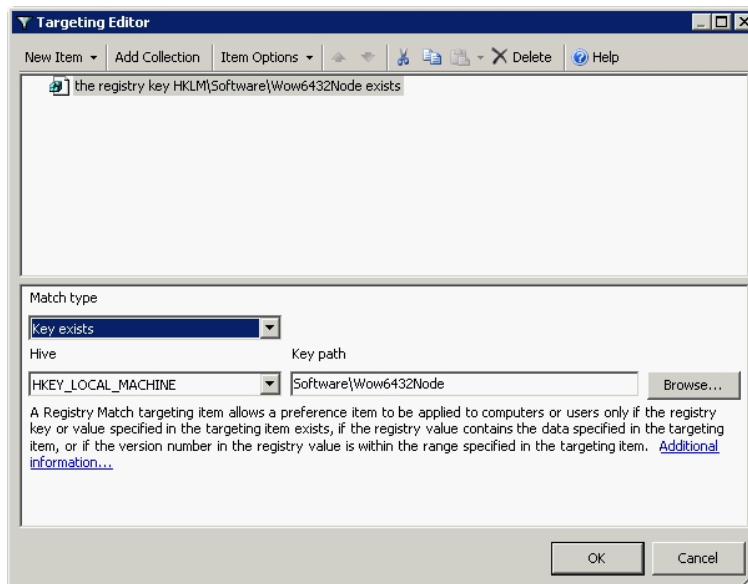 Targeting Editor
New Item Add Collection Item Options Delete Help
the registry key HKLM\Software\Wow6432Node exists
Match type
Key exists
Hive Key path
HKEY_LOCAL_MACHINE Software\Wow6432Node Browse...
A Registry Match targeting item allows a preference item to be applied to computers or users only if the registry
key or value specified in the targeting item exists, if the registry value contains the data specified in the targeting
item, or if the version number in the registry value is within the range specified in the targeting item. Additional
information...
OK Cancel